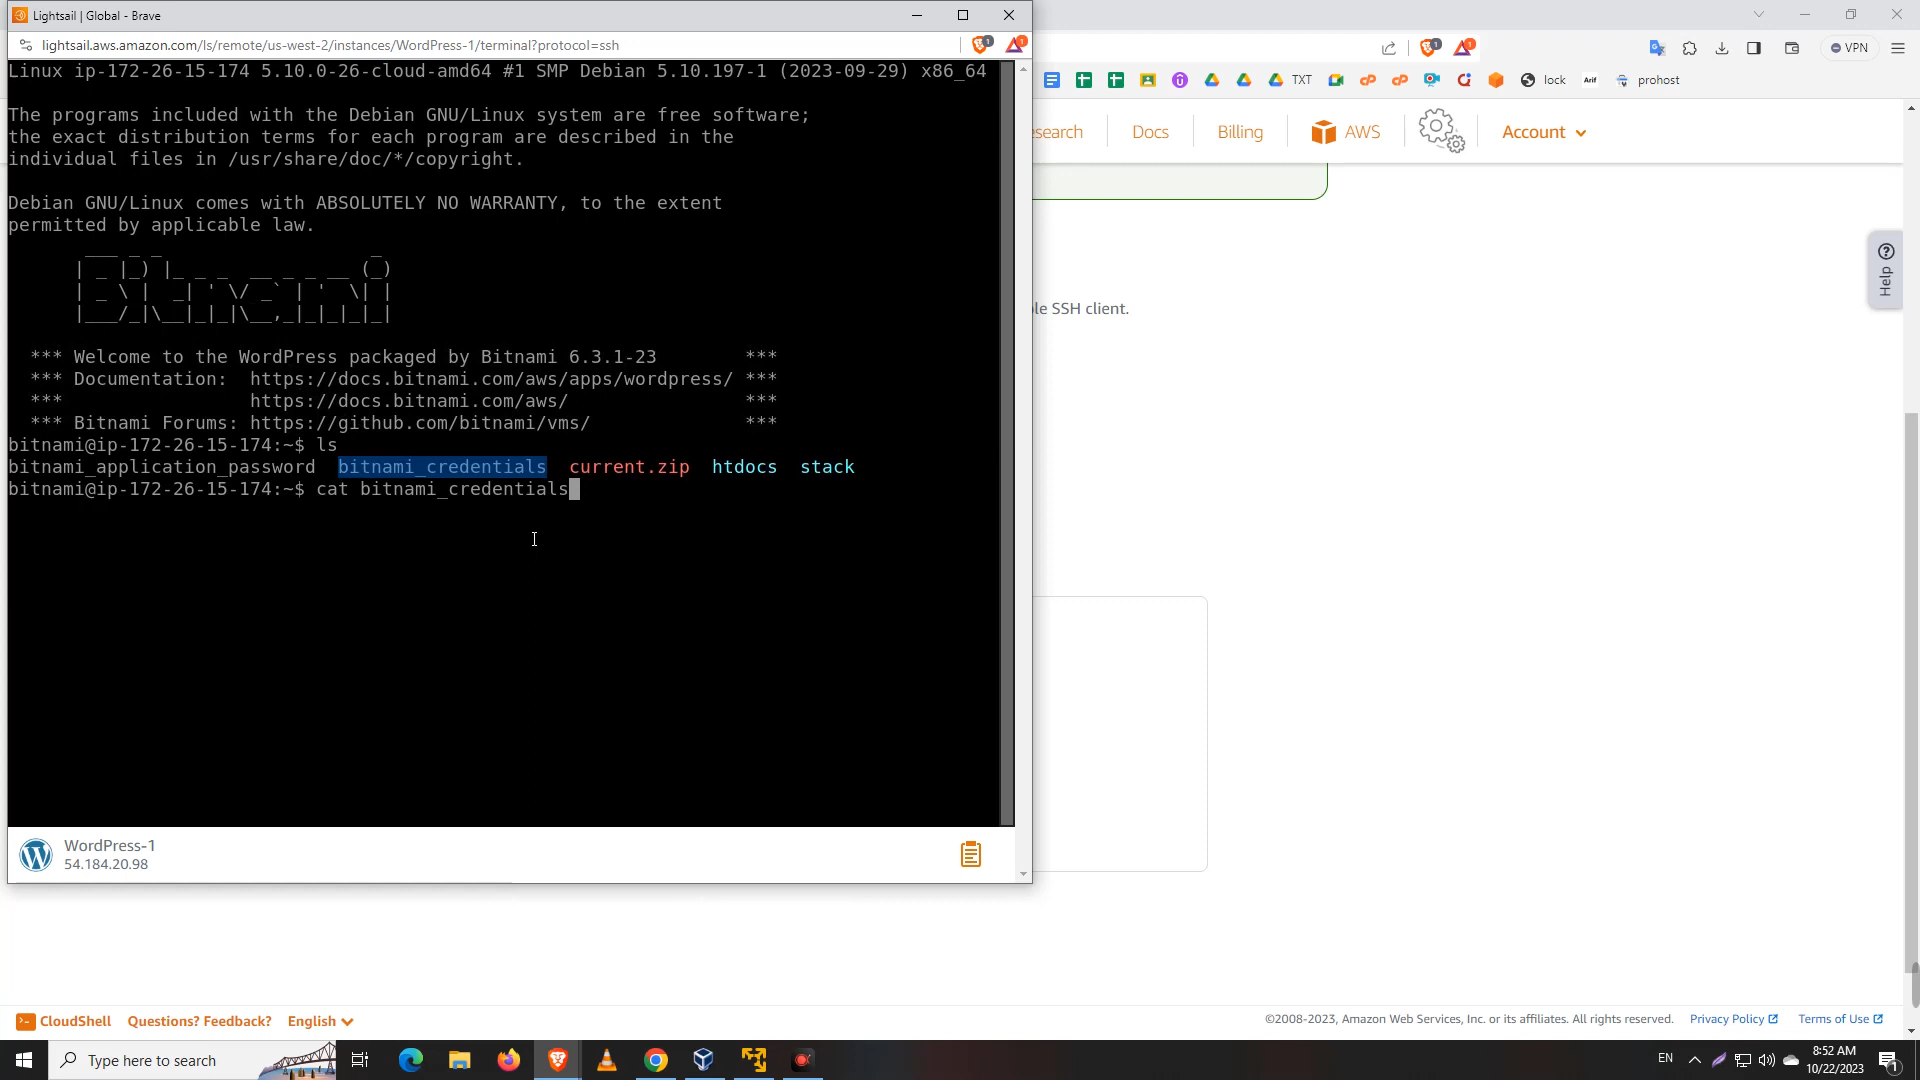 Lightsail | Global - Brave
lightsail.aws.amazon.com/ls/remote/us-west-2/instances/WordPress-1/terminal?protocol=ssh
VPN
TXT
lock
Arif
prohost
Linux ip-172-26-15-174 5.10.0-26-cloud-amd64 #1 SMP Debian 5.10.197-1 (2023-09-29) x86_64
The programs included with the Debian GNU/Linux system are free software;
the exact distribution terms for each program are described in the
individual files in /usr/share/doc/*/copyright.
Debian GNU/Linux comes with ABSOLUTELY NO WARRANTY, to the extent
permitted by applicable law.
Bitnami
*** Welcome to the WordPress packaged by Bitnami 6.3.1-23 ***
*** Documentation: https://docs.bitnami.com/aws/apps/wordpress/ ***
*** https://docs.bitnami.com/aws/ ***
*** Bitnami Forums: https://github.com/bitnami/vms/ ***
bitnami@ip-172-26-15-174:~$ ls
bitnami_application_password bitnami_credentials current.zip htdocs stack
bitnami@ip-172-26-15-174:~$ cat bitnami_credentials
WordPress-1
54.184.20.98
Docs
Billing
AWS
Account
Help
SSH client.
CloudShell Questions? Feedback? English
©2008-2023, Amazon Web Services, Inc. or its affiliates. All rights reserved. Privacy Policy Terms of Use
Type here to search
EN
8:52 AM
10/22/2023
1